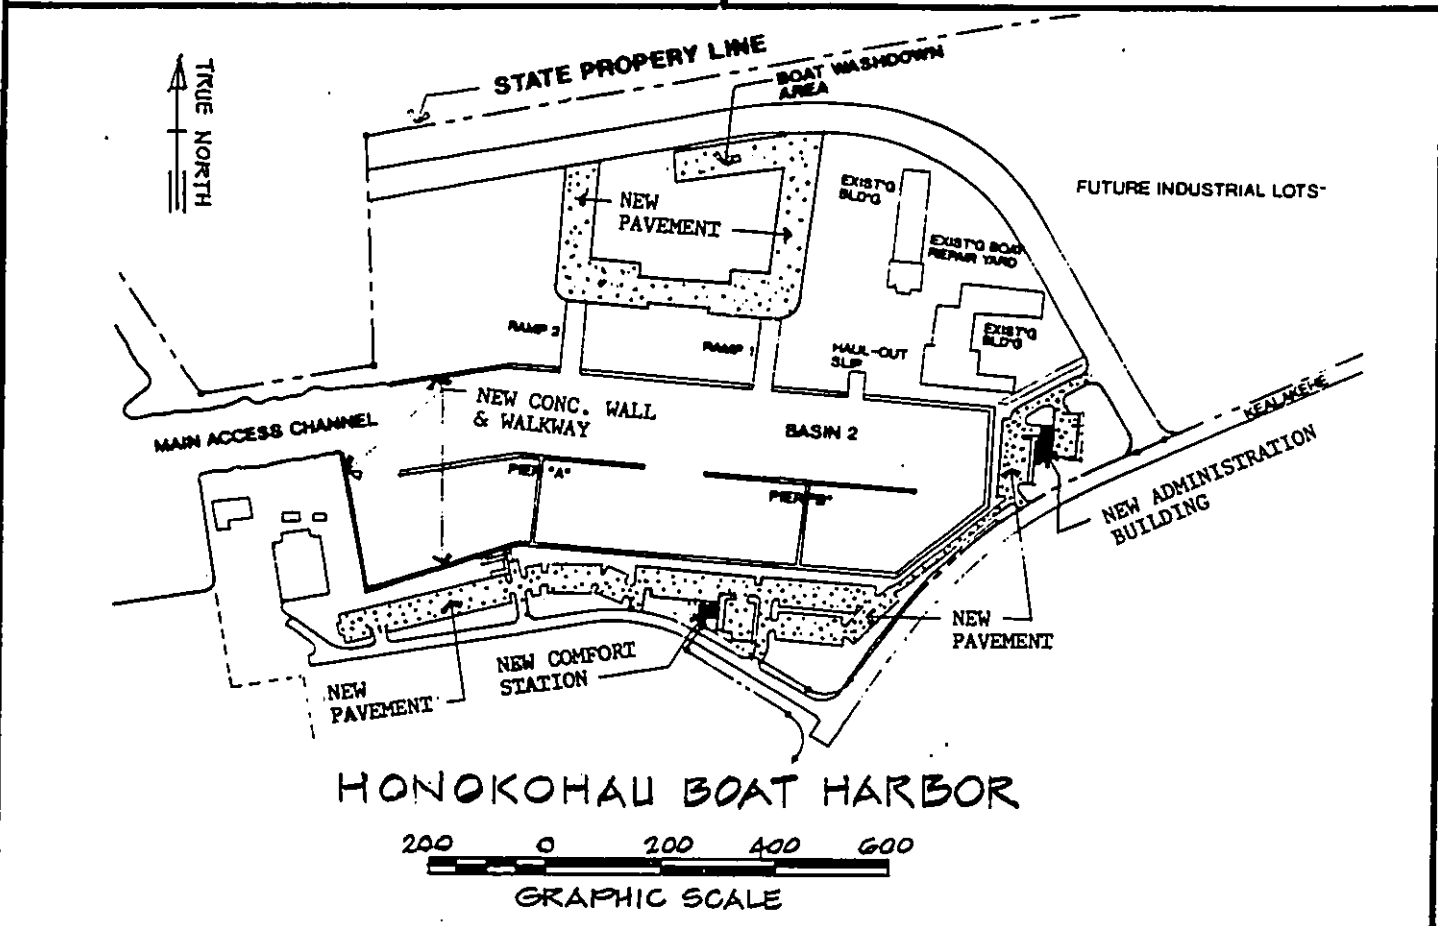 STATE PROPERY LINE
BOAT WASHDOWN
AREA
TRUE NORTH
FUTURE INDUSTRIAL LOTS
EXIST'G
BLD'G
NEW
PAVEMENT
EXIST'G BOAT
REPAIR YARD
RAMP 2
RAMP 1
HAUL-OUT
SLIP
EXIST'G
BLD'G
NEW CONC. WALL
& WALKWAY
MAIN ACCESS CHANNEL
BASIN 2
KEALAKEHE
PIER "A"
PIER "B"
NEW ADMINISTRATION
BUILDING
NEW
PAVEMENT
NEW COMFORT
STATION
NEW
PAVEMENT
HONOKOHAU BOAT HARBOR
200 0 200 400 600
GRAPHIC SCALE